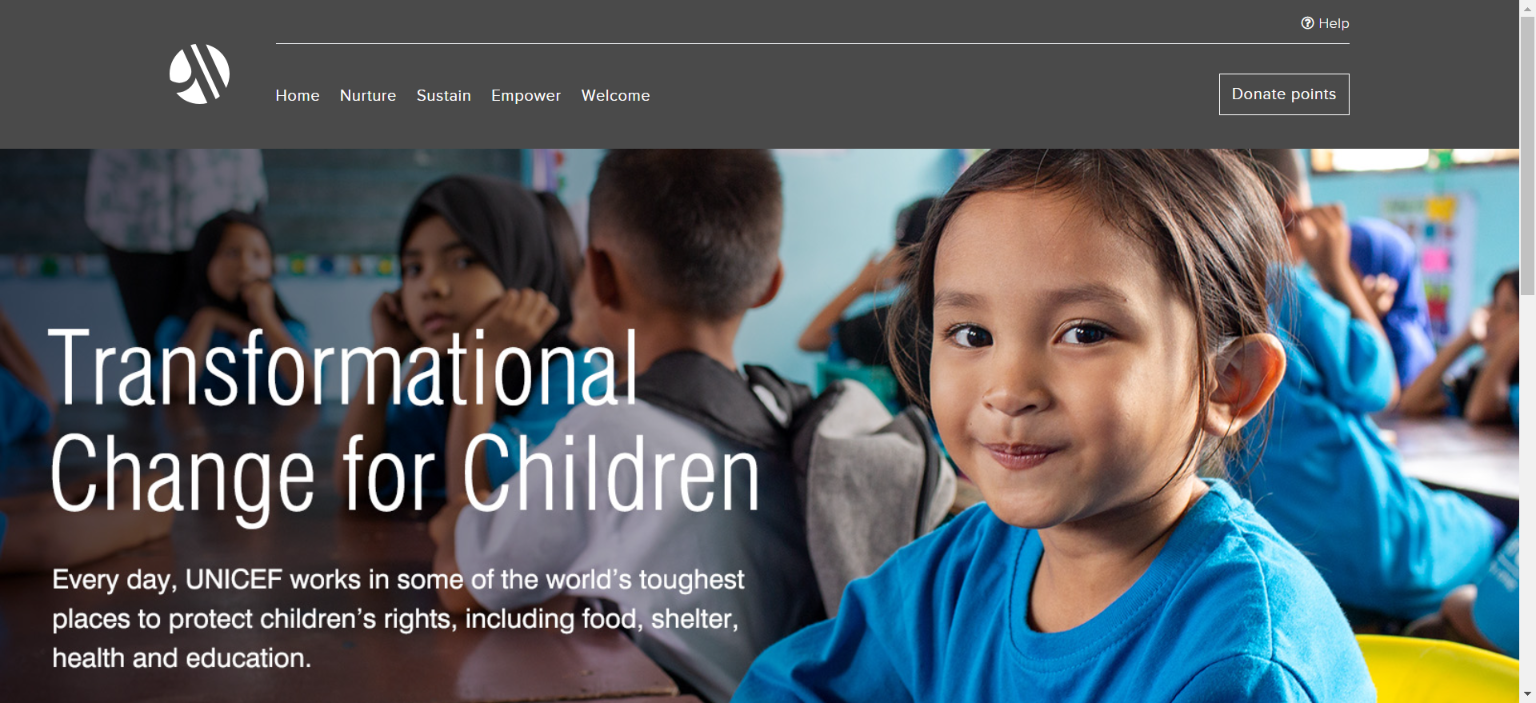 Help
Home Nurture Sustain Empower Welcome
Donate points
Transformational
Change for Children
Every day, UNICEF works in some of the world’s toughest
places to protect children’s rights, including food, shelter,
health and education.